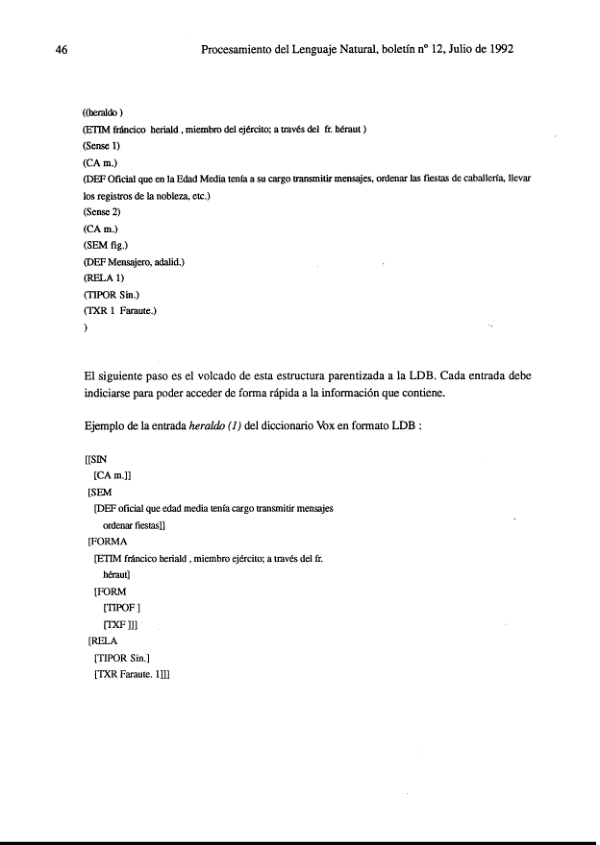 46 Procesamiento del Lenguaje Natural, boletín nº 12, Julio de 1992
((heraldo )
(ETIM fráncico heriald , miembro del ejército; a través del fr. héraut )
(Sense 1)
(CA m.)
(DEF Oficial que en la Edad Media tenía a su cargo transmitir mensajes, ordenar las fiestas de caballería, llevar
los registros de la nobleza, etc.)
(Sense 2)
(CA m.)
(SEM fig.)
(DEF Mensajero, adalid.)
(RELA 1)
(TIPOR Sin.)
(TXR 1 Faraute.)
)
El siguiente paso es el volcado de esta estructura parentizada a la LDB. Cada entrada debe
indiciarse para poder acceder de forma rápida a la información que contiene.
Ejemplo de la entrada heraldo (1) del diccionario Vox en formato LDB :
[[SIN
[CA m.]]
[SEM
[DEF oficial que edad media tenía cargo transmitir mensajes
ordenar fiestas]]
[FORMA
[ETIM fráncico heriald , miembro ejército; a través del fr.
héraut]
[FORM
[TIPOF ]
[TXF ]]]
[RELA
[TIPOR Sin.]
[TXR Faraute. 1]]]